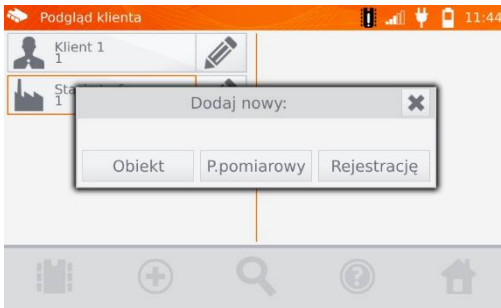 Podgląd klienta
11:44
Klient 1
1
1
Dodaj nowy:
Obiekt
P.pomiarowy
Rejestrację